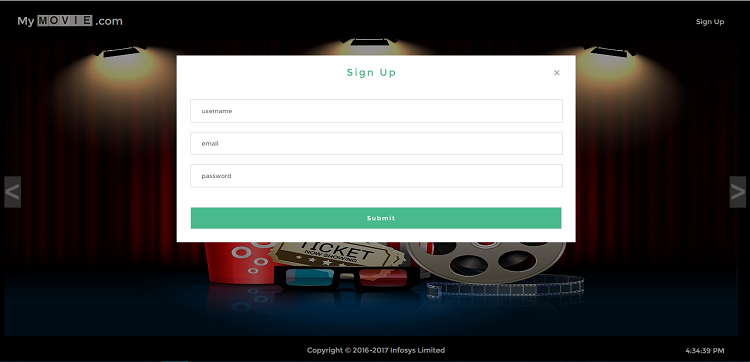 My MOVIE .com
Sign Up
Sign Up
×
username
email
password
Submit
<
>
TICKET
NOW SHOWING
Copyright © 2016-2017 Infosys Limited
4:34:39 PM